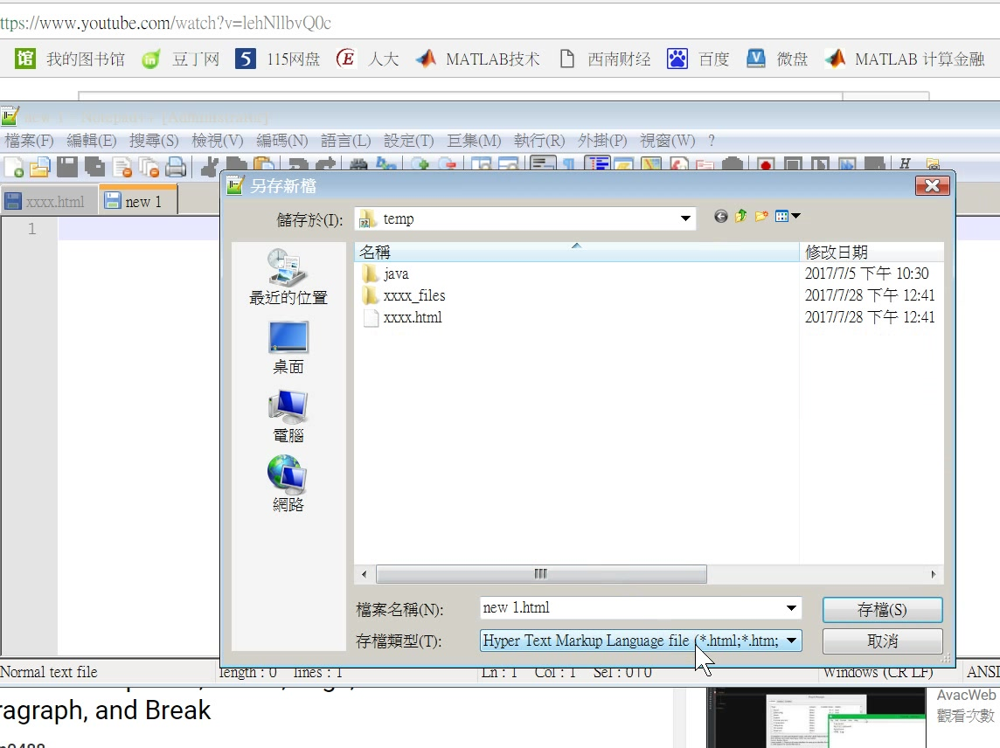 ttps://www.youtube.com/watch?v=lehNllbvQ0c
馆 我的图书馆 in 豆丁网 5 115网盘 E 人大 MATLAB技术 西南财经 百度 V 微盘 MATLAB 计算金融
new 1 - Notepad++ [Administrator]
檔案(F) 編輯(E) 搜尋(S) 檢視(V) 編碼(N) 語言(L) 設定(T) 巨集(M) 執行(R) 外掛(P) 視窗(W) ?
另存新檔
xxxx.html new 1
儲存於(I): temp
1
名稱 修改日期
java 2017/7/5 下午 10:30
xxxx_files 2017/7/28 下午 12:41
xxxx.html 2017/7/28 下午 12:41
最近的位置
桌面
電腦
網路
檔案名稱(N): new 1.html 存檔(S)
存檔類型(T): Hyper Text Markup Language file (*.html;*.htm; 取消
Normal text file length : 0 lines : 1 Ln : 1 Col : 1 Sel : 0 | 0 Windows (CR LF) ANSI
ragraph, and Break
AvacWeb
觀看次數